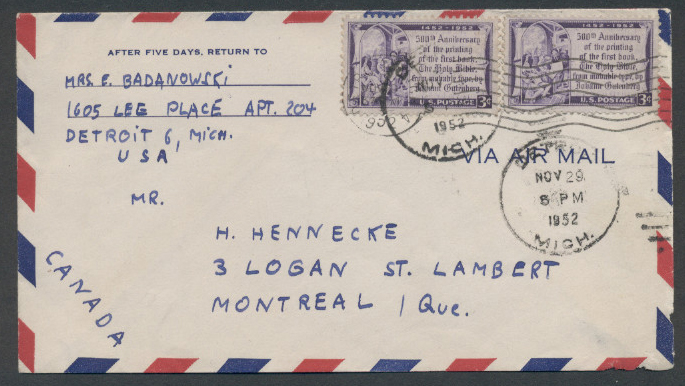 AFTER FIVE DAYS, RETURN TO
MRS. E. BADANOWSKI
1605 LEG PLACE APT. 204
DETROIT 6, MICH.
USA
1452 - 1952
500th Anniversary
of the printing
of the first book,
The Holy Bible,
from movable type, by
Johann Gutenberg
U.S. POSTAGE 3¢
1452 - 1952
500th Anniversary
of the printing
of the first book,
The Holy Bible,
from movable type, by
Johann Gutenberg
U.S. POSTAGE 3¢
1952
MICH.
VIA AIR MAIL
NOV 29
6 PM
1952
MICH.
MR.
H. HENNECKE
3 LOGAN ST. LAMBERT
MONTREAL / Que.
CANADA